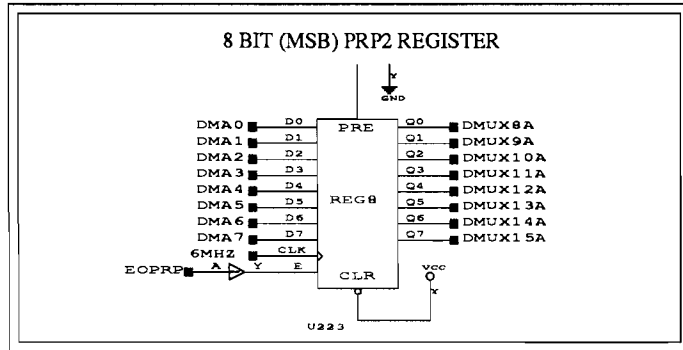 8 BIT (MSB) PRP2 REGISTER
Y
GND
DMA0 D0 PRE Q0 DMUX8A
DMA1 D1 Q1 DMUX9A
DMA2 D2 Q2 DMUX10A
DMA3 D3 Q3 DMUX11A
DMA4 D4 REG8 Q4 DMUX12A
DMA5 D5 Q5 DMUX13A
DMA6 D6 Q6 DMUX14A
DMA7 D7 Q7 DMUX15A
6MHZ CLK
EOPRP A Y E CLR VCC
Y
U223